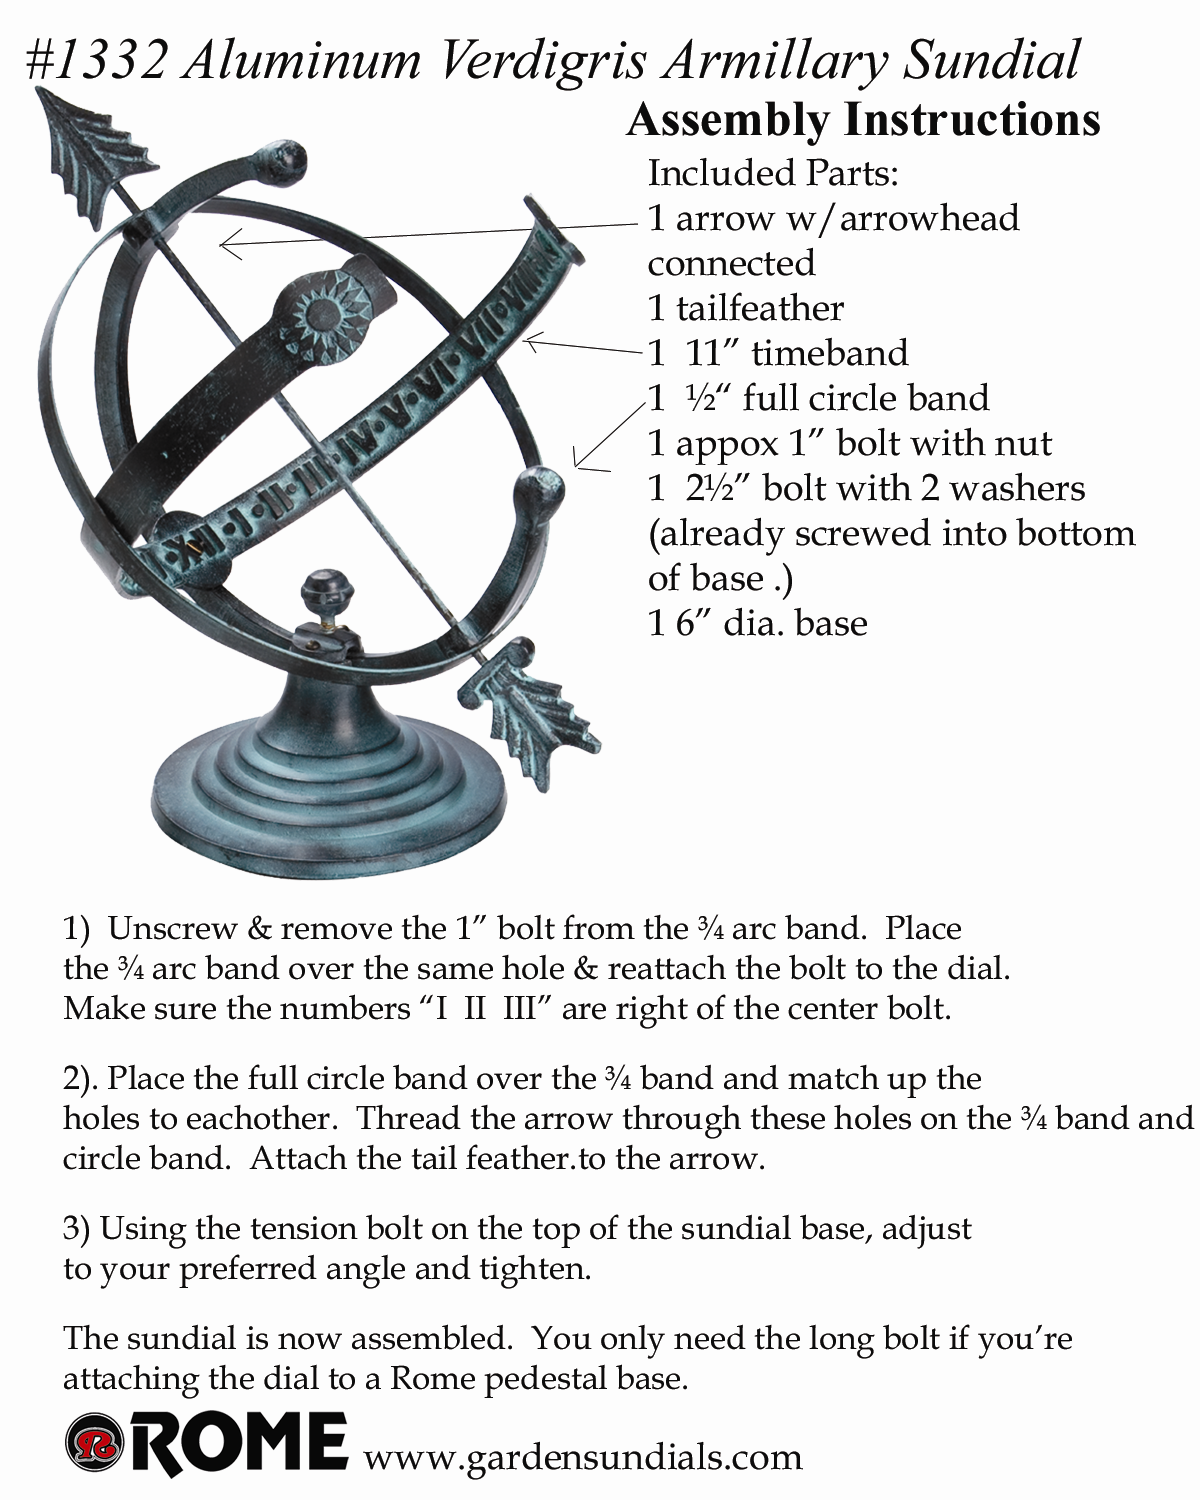 #1332 Aluminum Verdigris Armillary Sundial
Assembly Instructions
Included Parts:
1 arrow w/arrowhead
connected
1 tailfeather
1  11” timeband
1  ½“ full circle band
1 appox 1” bolt with nut
1  2½” bolt with 2 washers
(already screwed into bottom
of base .)
1 6” dia. base
I • II • III • IV • V • VI • VII • VIII
1)  Unscrew & remove the 1” bolt from the ¾ arc band.  Place
the ¾ arc band over the same hole & reattach the bolt to the dial.
Make sure the numbers “I  II  III” are right of the center bolt.
2). Place the full circle band over the ¾ band and match up the
holes to eachother.  Thread the arrow through these holes on the ¾ band and
circle band.  Attach the tail feather.to the arrow.
3) Using the tension bolt on the top of the sundial base, adjust
to your preferred angle and tighten.
The sundial is now assembled.  You only need the long bolt if you’re
attaching the dial to a Rome pedestal base.
R ROME www.gardensundials.com